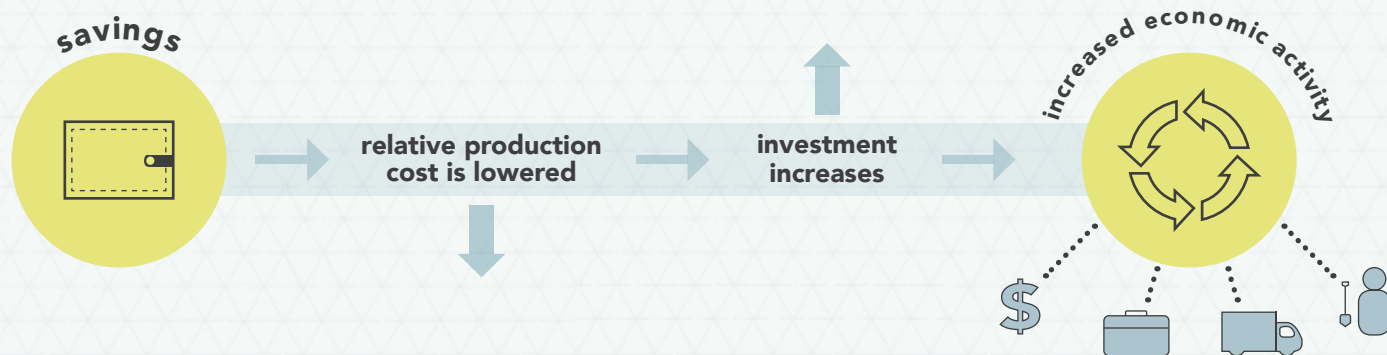 savings
relative production
cost is lowered
investment
increases
increased economic activity
$